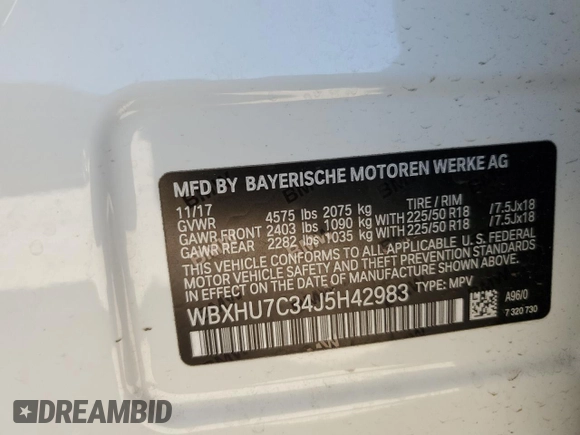 MFD BY BAYERISCHE MOTOREN WERKE AG
11/17 TIRE / RIM
GVWR 4575 lbs 2075 kg
GAWR FRONT 2403 lbs 1090 kg WITH 225/50 R18 / 7.5Jx18
GAWR REAR 2282 lbs 1035 kg WITH 225/50 R18 / 7.5Jx18
THIS VEHICLE CONFORMS TO ALL APPLICABLE U.S. FEDERAL
MOTOR VEHICLE SAFETY AND THEFT PREVENTION STANDARDS
IN EFFECT ON THE DATE OF MANUFACTURE SHOWN ABOVE.
WBXHU7C34J5H42983 TYPE: MPV
A96/0
7 320 730
DREAMBID